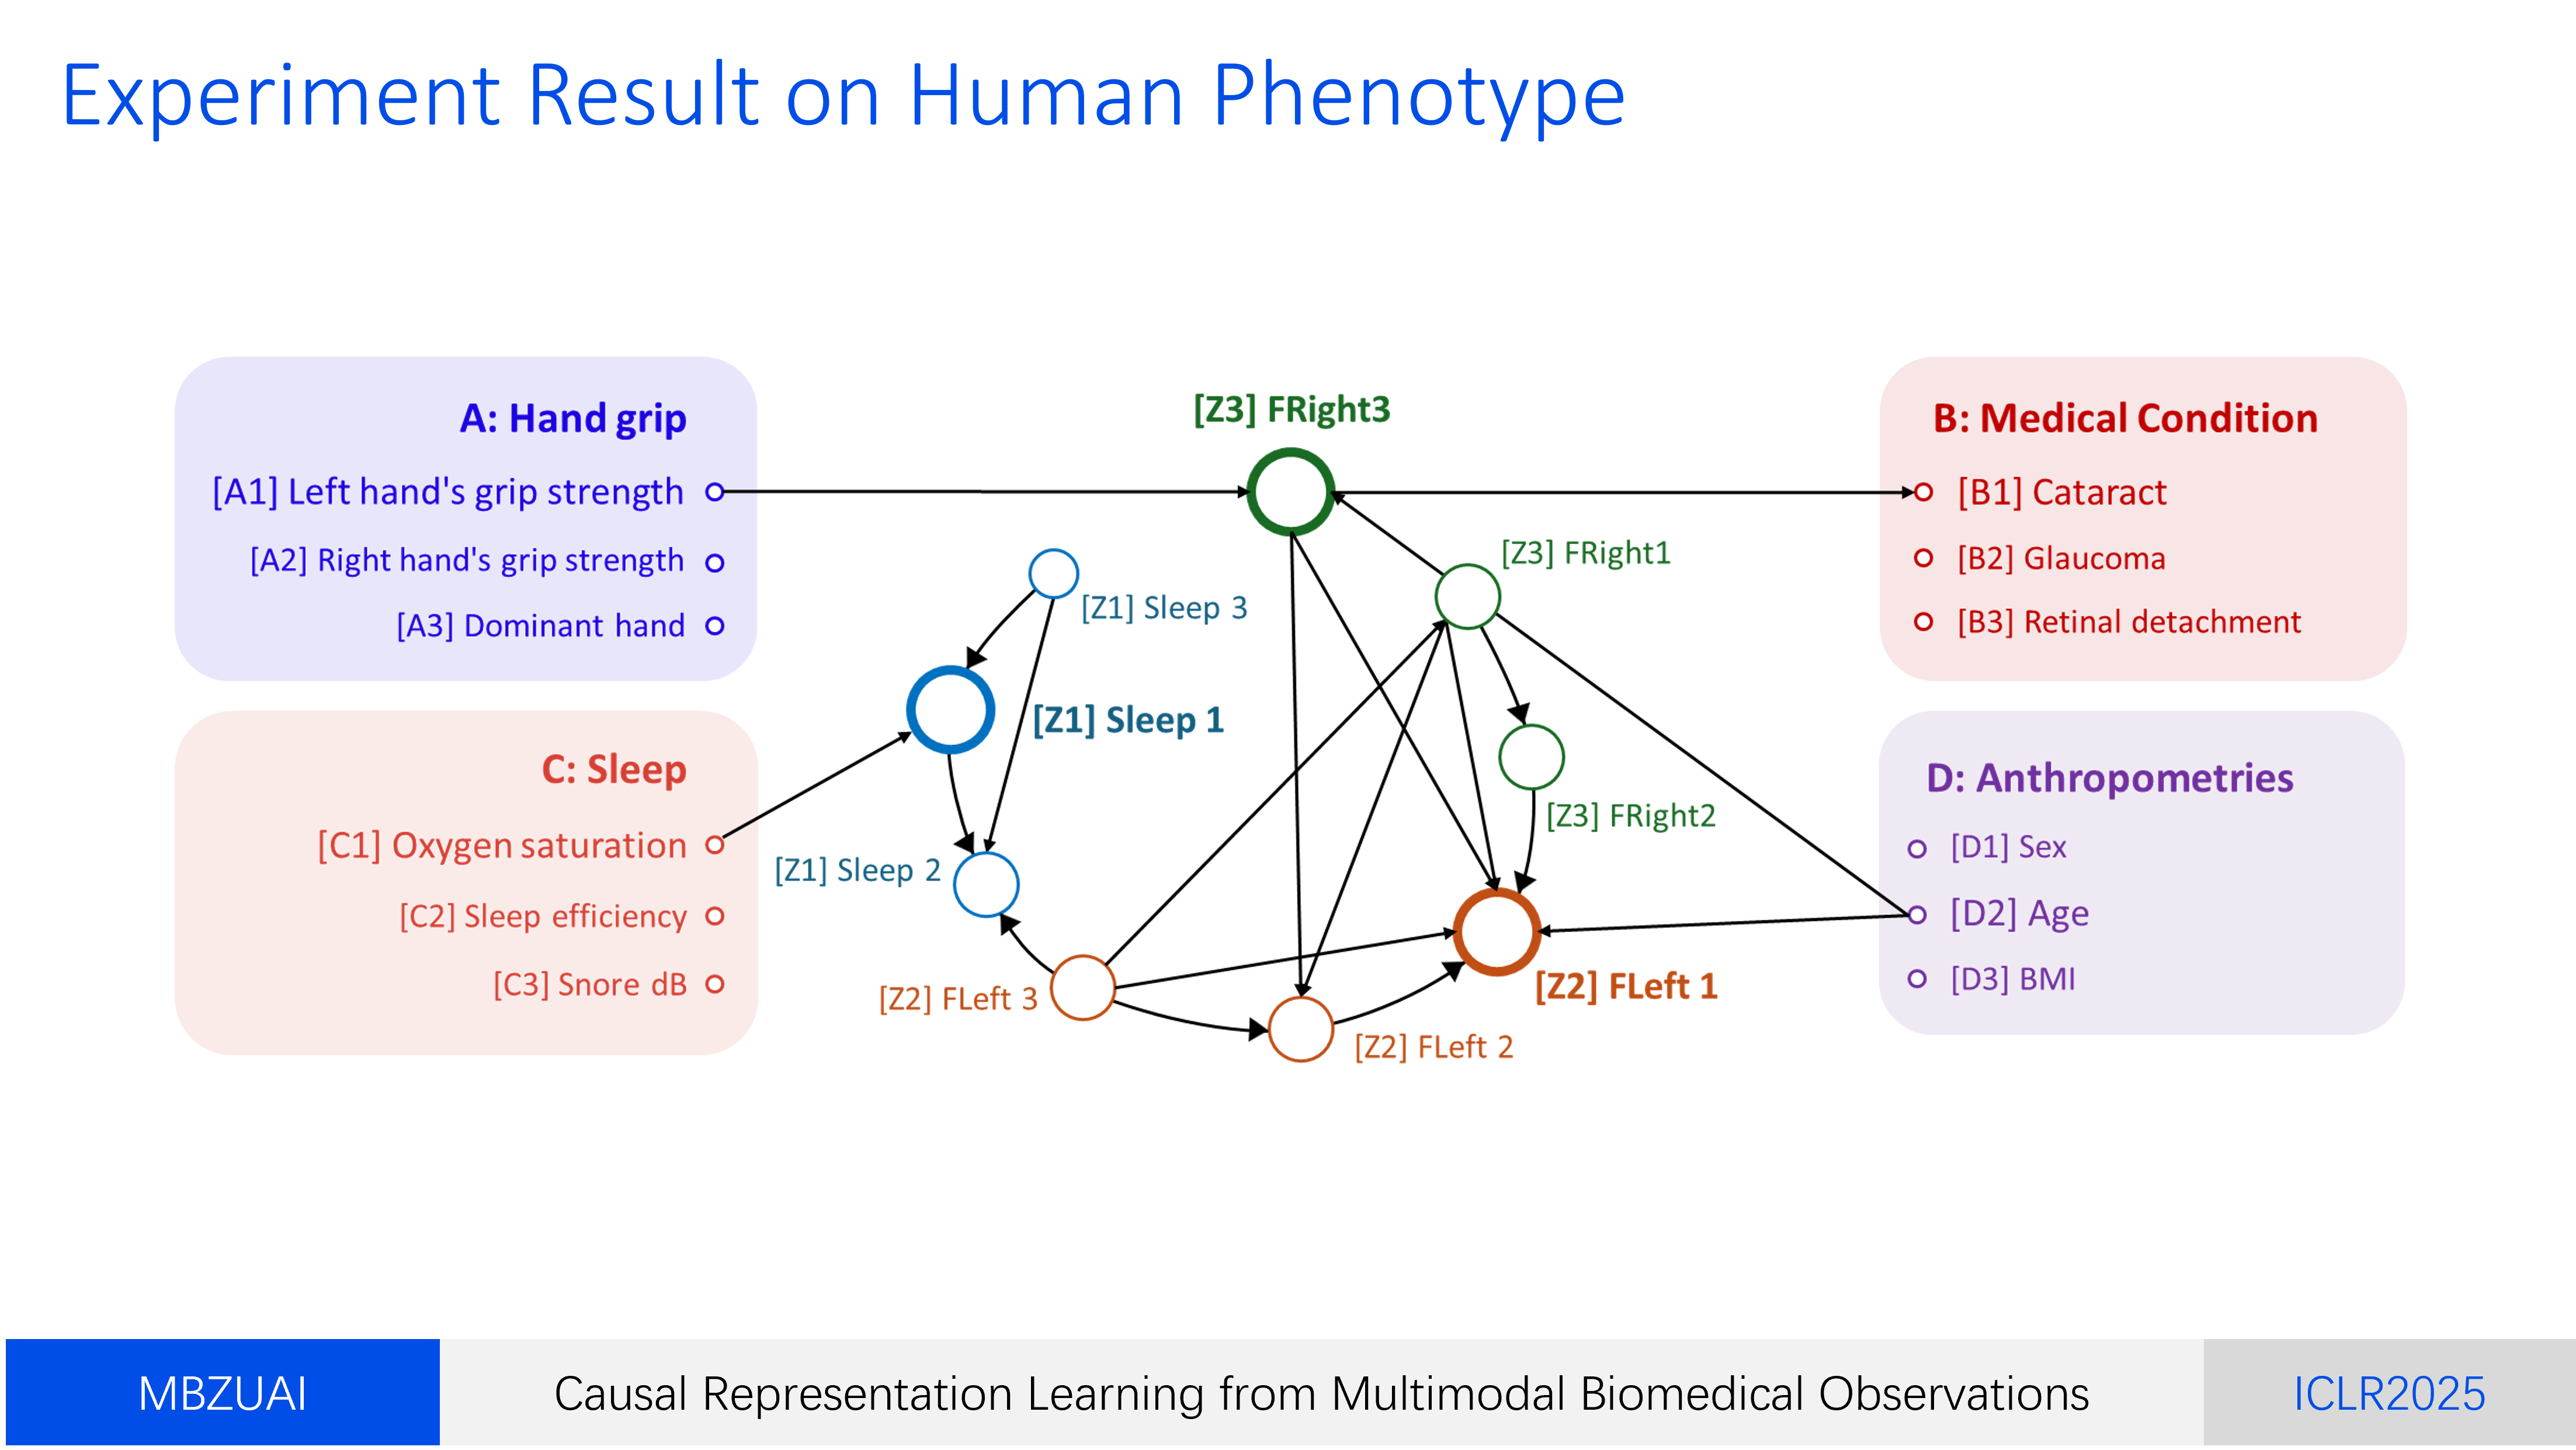 Experiment Result on Human Phenotype
A: Hand grip
[A1] Left hand's grip strength
[A2] Right hand's grip strength
[A3] Dominant hand
C: Sleep
[C1] Oxygen saturation
[C2] Sleep efficiency
[C3] Snore dB
[Z3] FRight3
[Z3] FRight1
[Z1] Sleep 3
[Z1] Sleep 1
[Z3] FRight2
[Z1] Sleep 2
[Z2] FLeft 3
[Z2] FLeft 1
[Z2] FLeft 2
B: Medical Condition
[B1] Cataract
[B2] Glaucoma
[B3] Retinal detachment
D: Anthropometries
[D1] Sex
[D2] Age
[D3] BMI
MBZUAI
Causal Representation Learning from Multimodal Biomedical Observations
ICLR2025